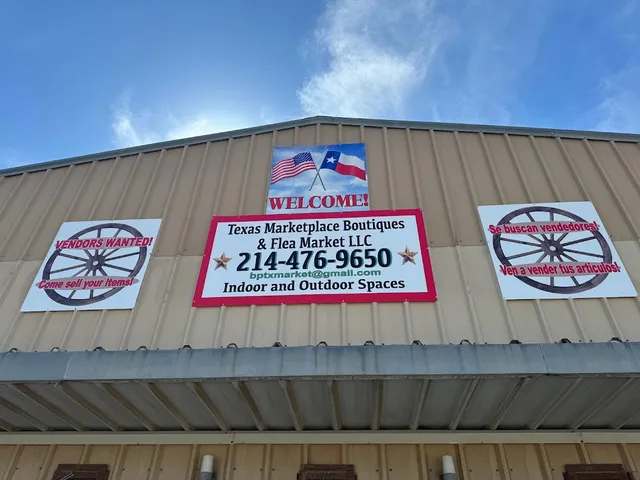 WELCOME!
VENDORS WANTED!
Come sell your items!
Texas Marketplace Boutiques
& Flea Market LLC
214-476-9650
bptxmarket@gmail.com
Indoor and Outdoor Spaces
Se buscan vendedores!
Ven a vender tus articulos!